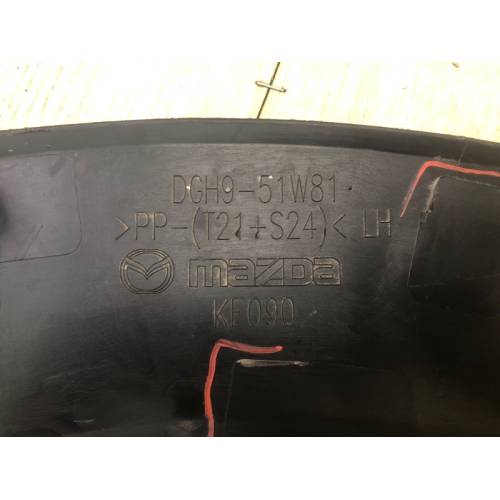 DGH9-51W81
>PP-(T21+S24)< LH
mazda
KF090